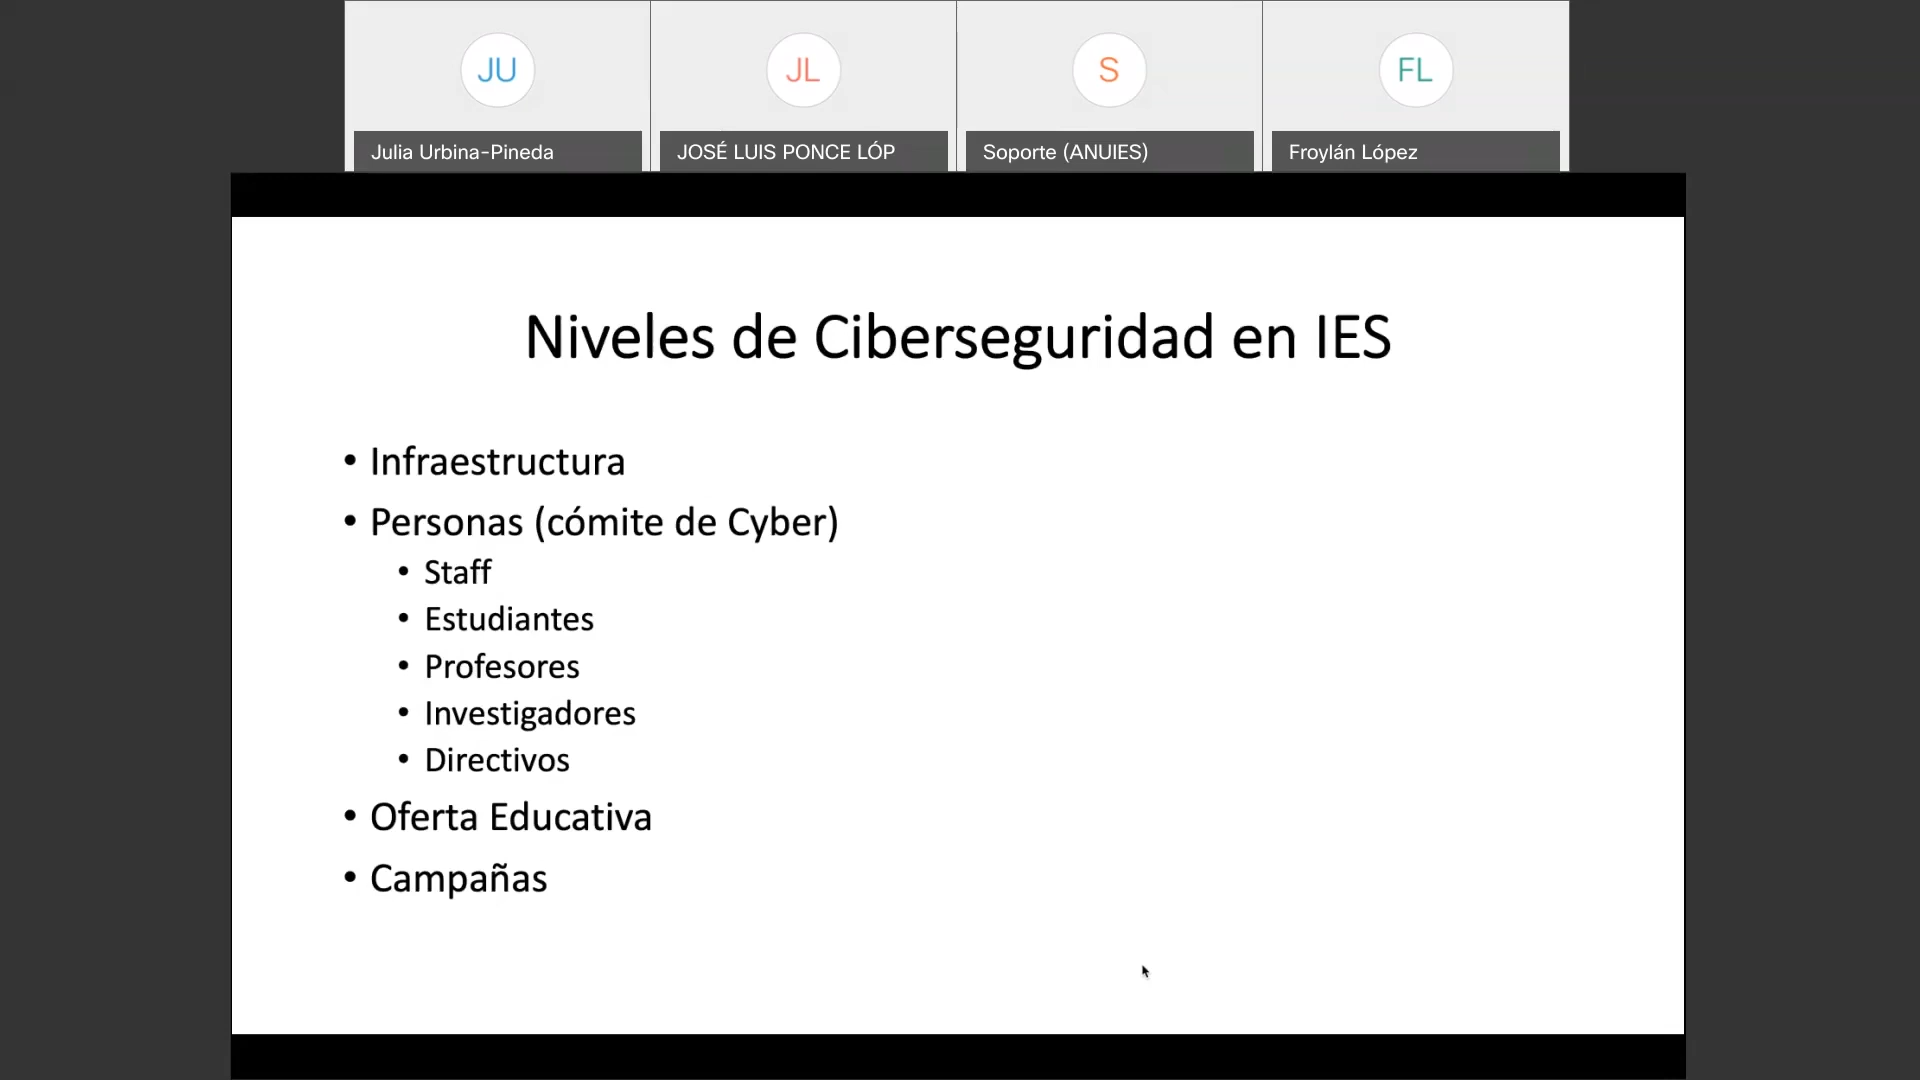 JU
JL
S
FL
Julia Urbina-Pineda
JOSÉ LUIS PONCE LÓP
Soporte (ANUIES)
Froylán López
Niveles de Ciberseguridad en IES
• Infraestructura
• Personas (cómite de Cyber)
• Staff
• Estudiantes
• Profesores
• Investigadores
• Directivos
• Oferta Educativa
• Campañas